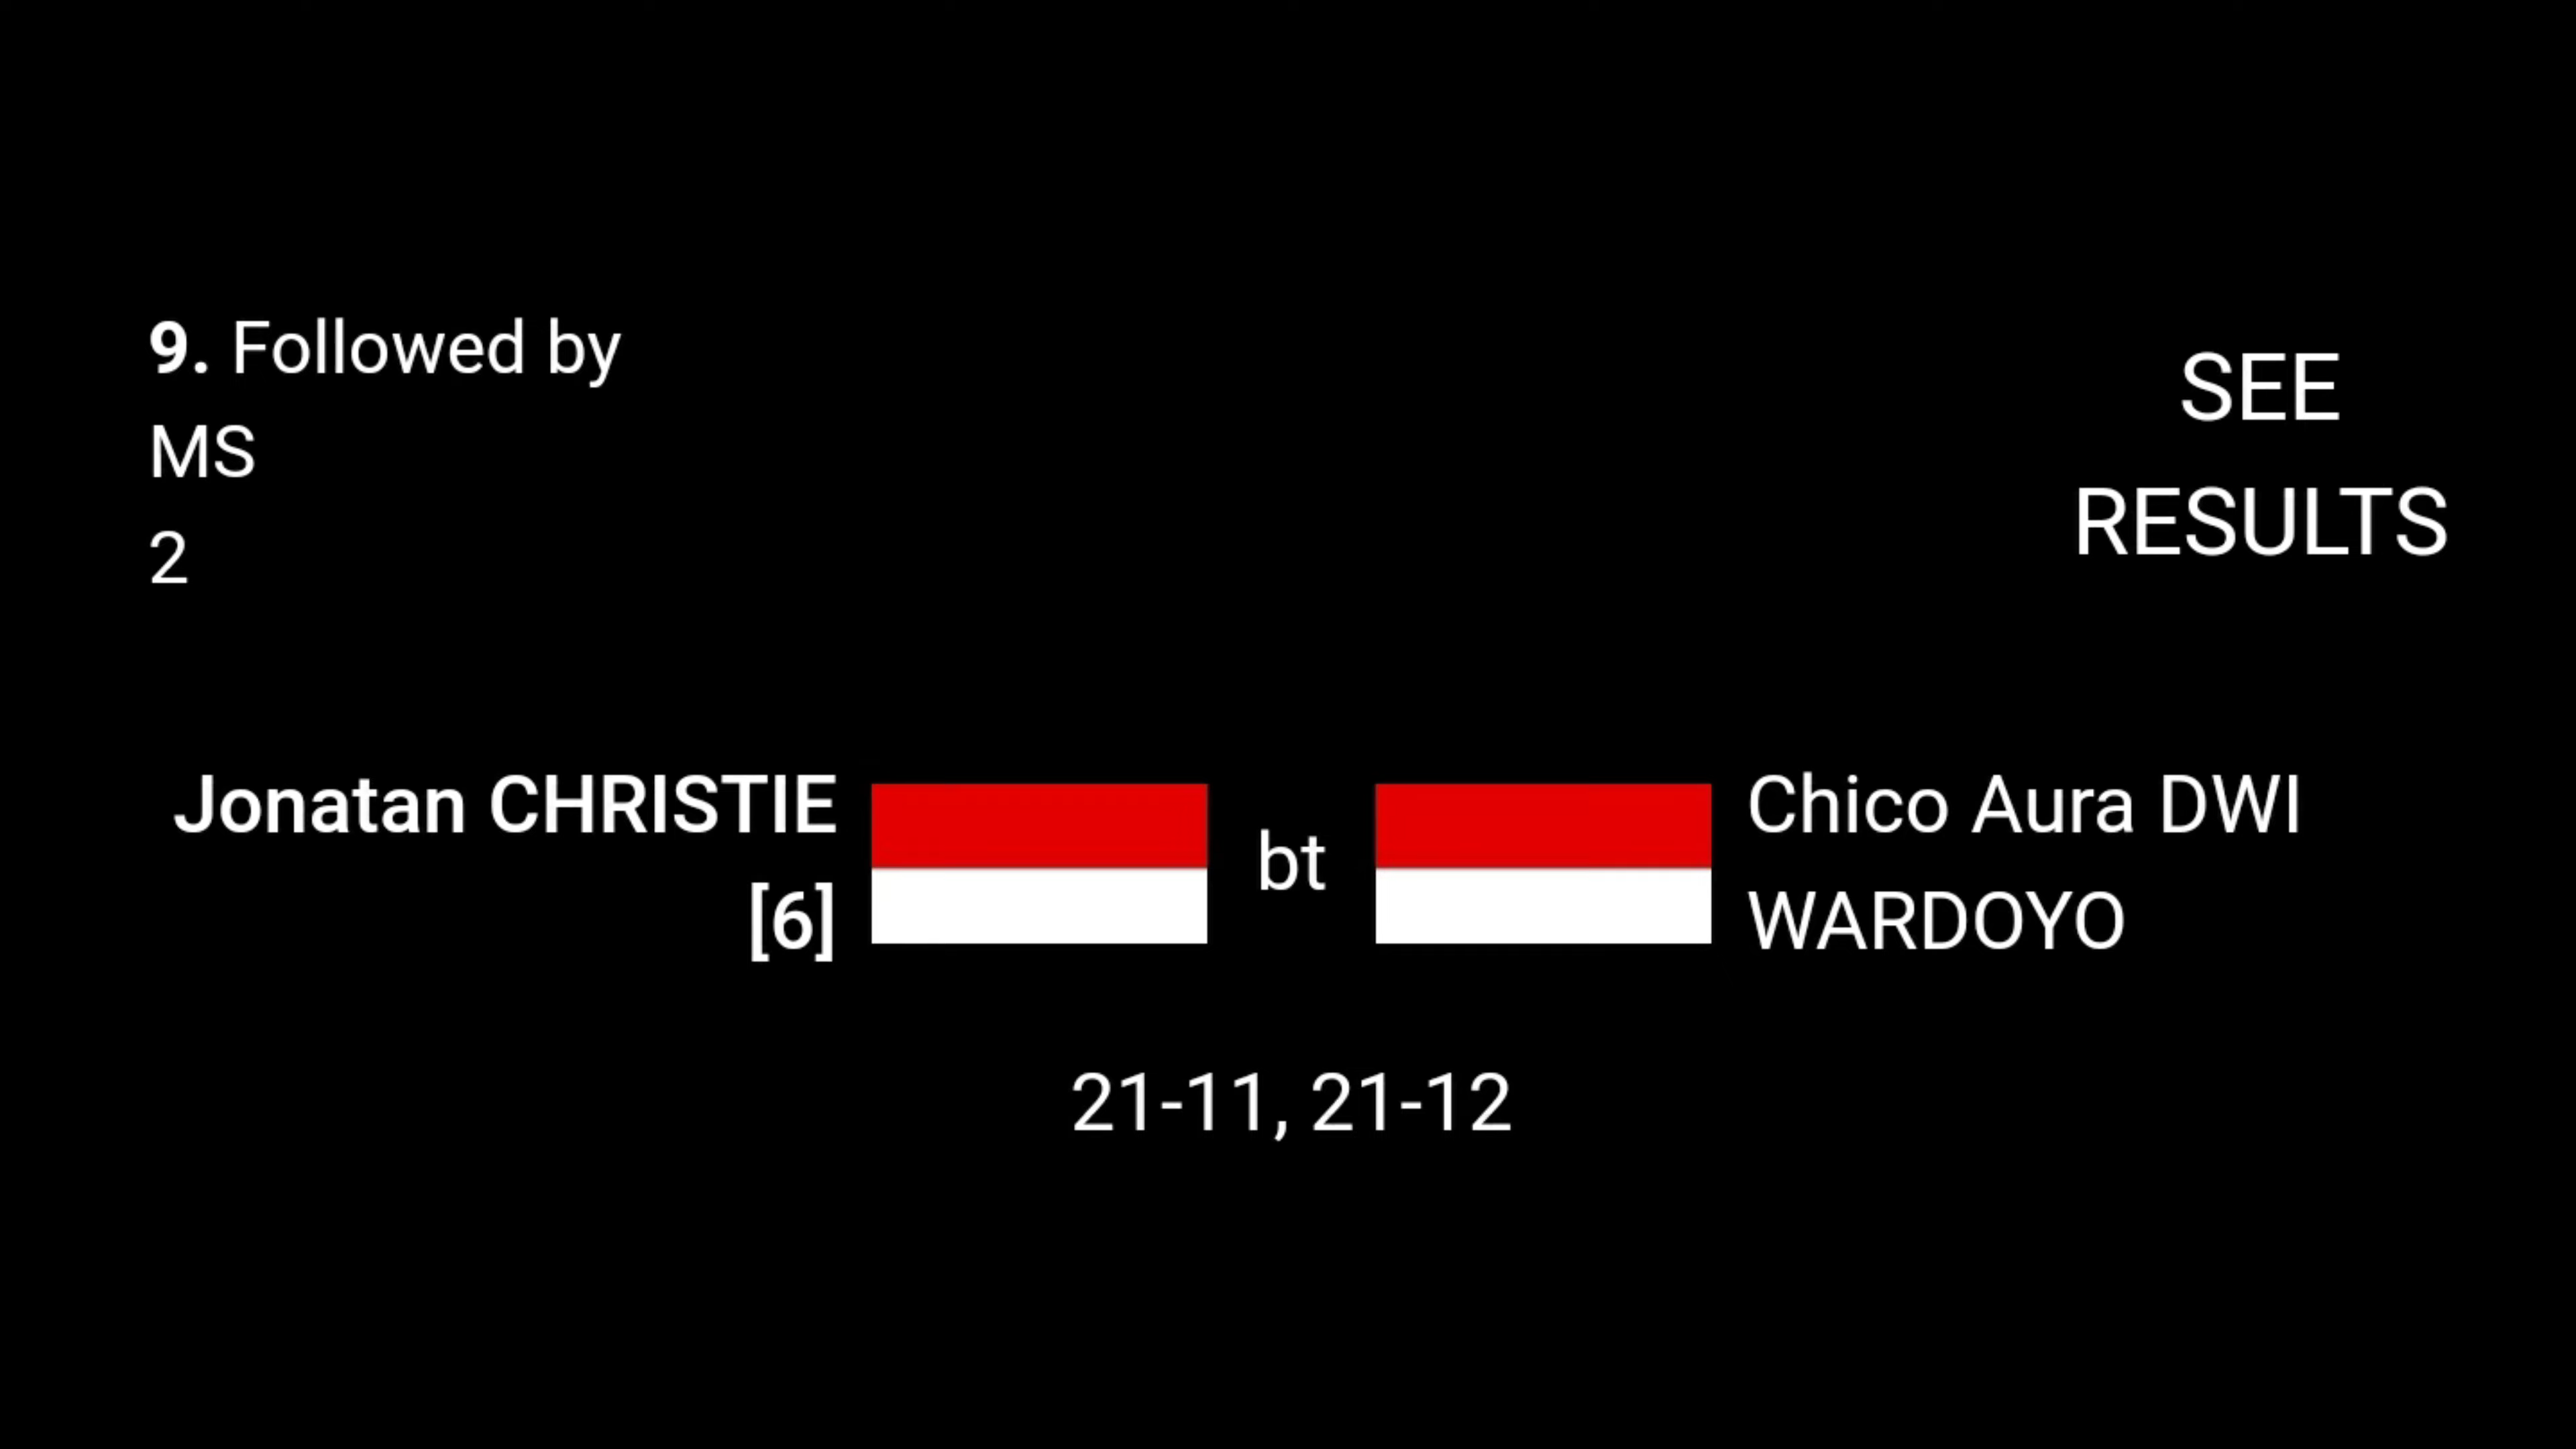 9. Followed by
MS
2
SEE
RESULTS
Jonatan CHRISTIE
[6]
bt
Chico Aura DWI
WARDOYO
21-11, 21-12